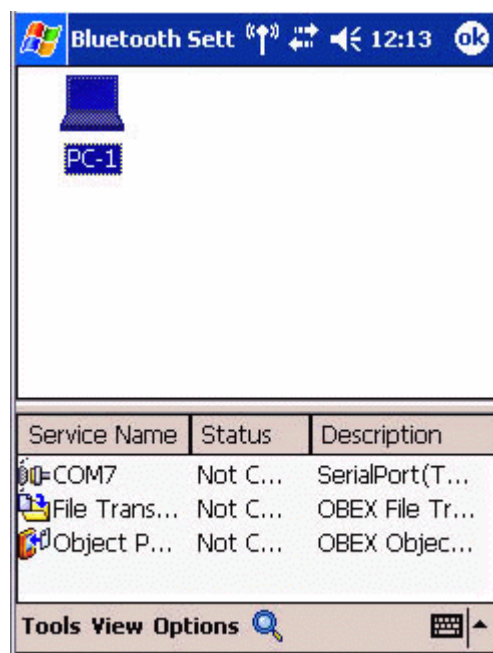 Bluetooth Sett 12:13 ok
PC-1
Service Name Status Description
COM7 Not C... SerialPort(T...
File Trans... Not C... OBEX File Tr...
Object P... Not C... OBEX Objec...
Tools View Options